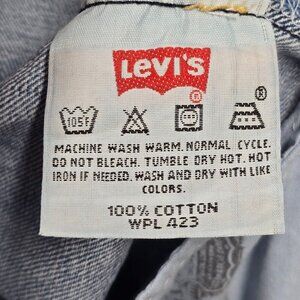 LEVI'S
®
105F
MACHINE WASH WARM. NORMAL CYCLE.
DO NOT BLEACH. TUMBLE DRY HOT. HOT
IRON IF NEEDED. WASH AND DRY WITH LIKE
COLORS.
100% COTTON
WPL 423